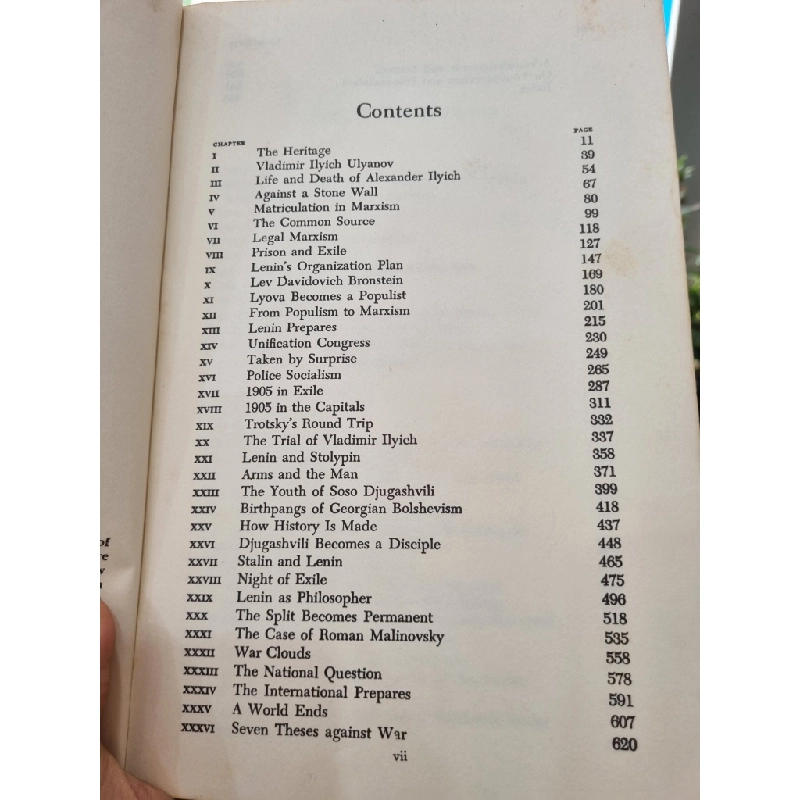 Contents
CHAPTER PAGE
I The Heritage 11
II Vladimir Ilyich Ulyanov 39
III Life and Death of Alexander Ilyich 54
IV Against a Stone Wall 67
V Matriculation in Marxism 80
VI The Common Source 99
VII Legal Marxism 118
VIII Prison and Exile 127
IX Lenin's Organization Plan 147
X Lev Davidovich Bronstein 169
XI Lyova Becomes a Populist 180
XII From Populism to Marxism 201
XIII Lenin Prepares 215
XIV Unification Congress 230
XV Taken by Surprise 249
XVI Police Socialism 265
XVII 1905 in Exile 287
XVIII 1905 in the Capitals 311
XIX Trotsky's Round Trip 332
XX The Trial of Vladimir Ilyich 337
XXI Lenin and Stolypin 358
XXII Arms and the Man 371
XXIII The Youth of Soso Djugashvili 399
XXIV Birthpangs of Georgian Bolshevism 418
XXV How History Is Made 437
XXVI Djugashvili Becomes a Disciple 448
XXVII Stalin and Lenin 465
XXVIII Night of Exile 475
XXIX Lenin as Philosopher 496
XXX The Split Becomes Permanent 518
XXXI The Case of Roman Malinovsky 535
XXXII War Clouds 558
XXXIII The National Question 578
XXXIV The International Prepares 591
XXXV A World Ends 607
XXXVI Seven Theses against War 620
vii